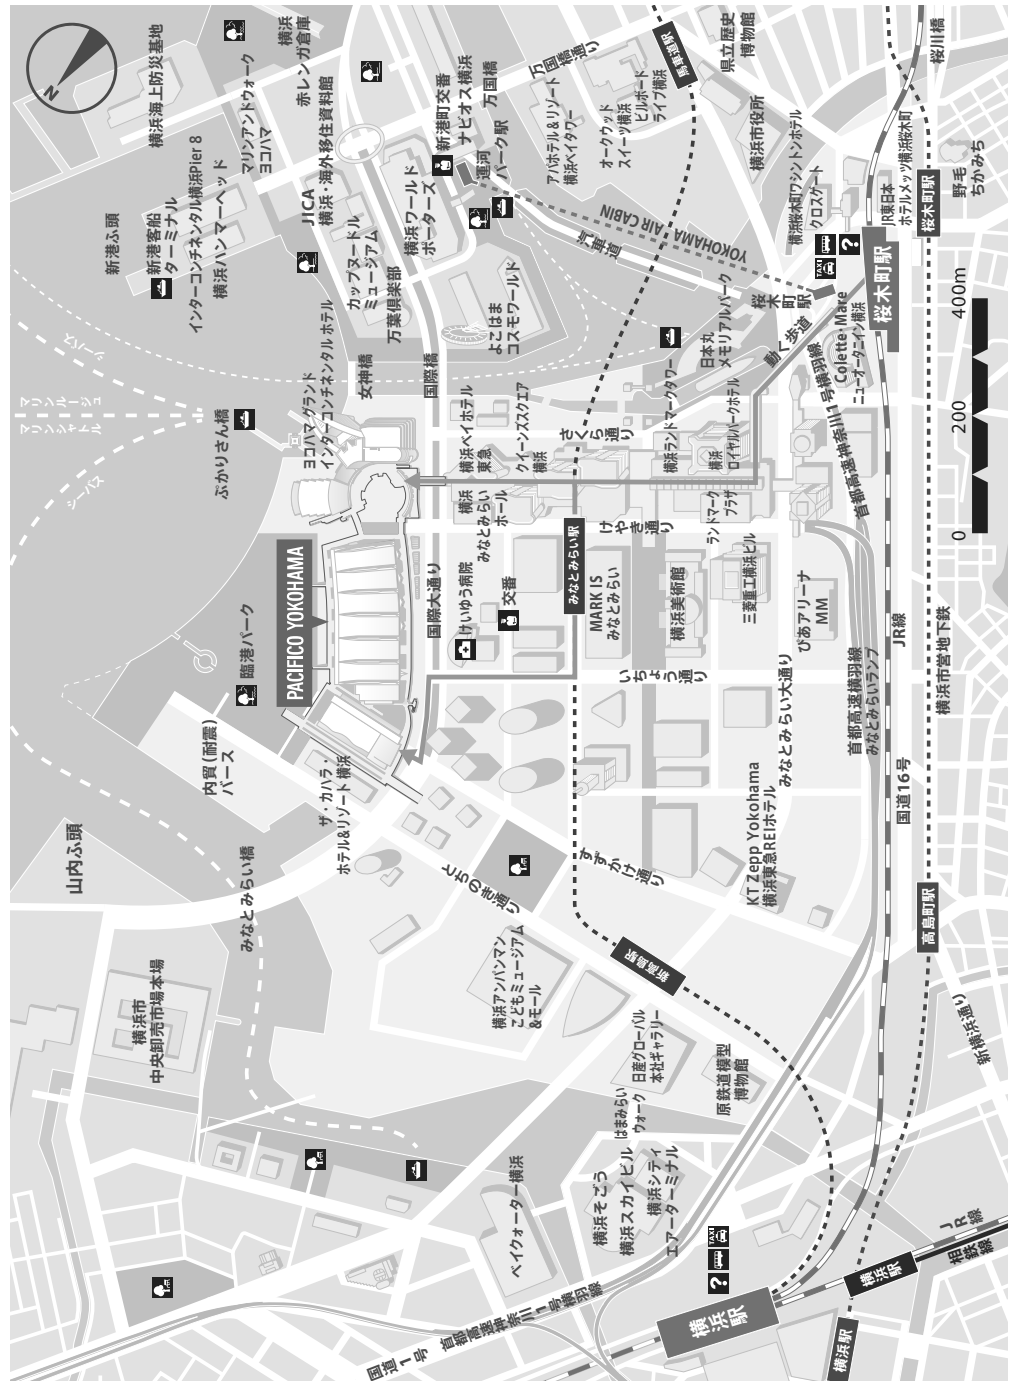 N
横浜海上防災基地
マリンアンドウォーク
ヨコハマ
横浜
赤レンガ倉庫
JICA
横浜・海外移住資料館
新港町交番
ナビオス横浜
万国橋
万国橋通り
馬車道駅
県立歴史
博物館
桜川橋
新港ふ頭
新港客船
ターミナル
インターコンチネンタル横浜Pier 8
横浜ハンマーヘッド
カップヌードル
ミュージアム
万葉倶楽部
横浜ワールド
ポーターズ
運河
パーク駅
アパホテル&リゾート
横浜ベイタワー
オークウッド
スイーツ横浜
ビルボード
ライブ横浜
横浜市役所
横浜桜木町ワシントンホテル
クロスゲート
JR東日本
ホテルメッツ横浜桜木町
桜木町駅
野毛
ちかみち
汽車道
YOKOHAMA AIR CABIN
よこはま
コスモワールド
日本丸
メモリアルパーク
桜木町駅
TAXI
?
桜木町駅
動く歩道
Colette・Mare
ニューオータニイン横浜
首都高速神奈川1号横羽線
シーバス
マリンルージュ
マリンシャトル
シーバス
ぷかりさん橋
ヨコハマグランド
インターコンチネンタル ホテル
女神橋
国際橋
横浜ベイホテル
東急
クイーンズスクエア
横浜
さくら通り
横浜ランドマークタワー
横浜
ロイヤルパークホテル
横浜
みなとみらい
ホール
けやき通り
ランドマーク
プラザ
0
200
400m
PACIFICO YOKOHAMA
臨港パーク
国際大通り
けいゆう病院
交番
みなとみらい駅
MARK IS
みなとみらい
横浜美術館
三菱重工横浜ビル
ぴあアリーナ
MM
JR線
横浜市営地下鉄
いちょう通り
みなとみらい大通り
首都高速横羽線
みなとみらいランプ
内貿(耐震)
バース
ザ・カハラ・
ホテル&リゾート 横浜
国道16号
山内ふ頭
みなとみらい橋
とちのき通り
すずかけ通り
KT Zepp Yokohama
横浜東急REIホテル
高島町駅
横浜市
中央卸売市場本場
横浜アンパンマン
こどもミュージアム
&モール
新高島駅
日産グローバル
本社ギャラリー
原鉄道模型
博物館
新横浜通り
はまみらい
ウォーク
ベイクォーター横浜
横浜そごう
横浜スカイビル
横浜シティ
エアーターミナル
TAXI
?
JR線
相鉄線
横浜駅
横浜駅
横浜駅
国道1号
首都高速神奈川1号横羽線